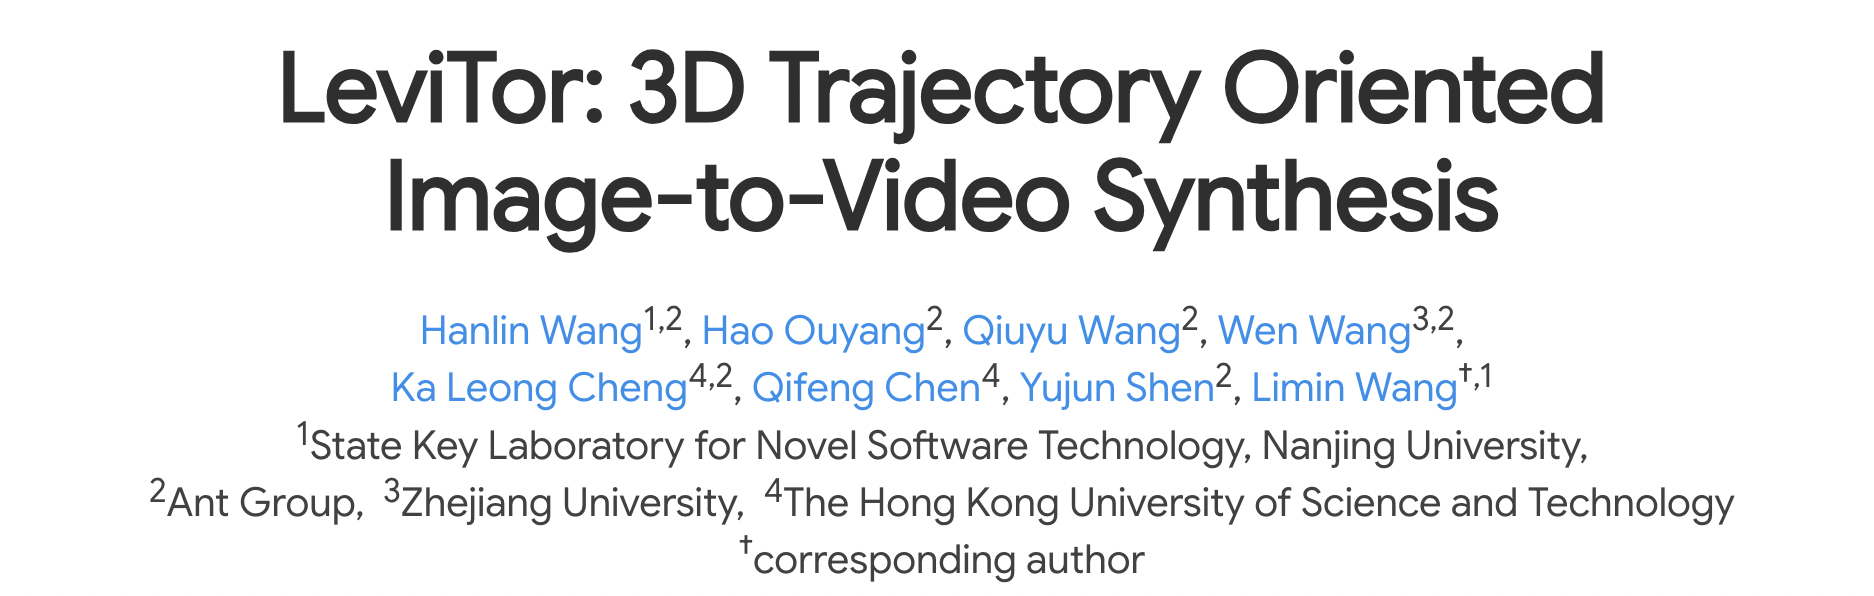 LeviTor: 3D Trajectory Oriented
Image-to-Video Synthesis
Hanlin Wang1,2, Hao Ouyang2, Qiuyu Wang2, Wen Wang3,2,
Ka Leong Cheng4,2, Qifeng Chen4, Yujun Shen2, Limin Wang†,1
1State Key Laboratory for Novel Software Technology, Nanjing University,
2Ant Group, 3Zhejiang University, 4The Hong Kong University of Science and Technology
†corresponding author